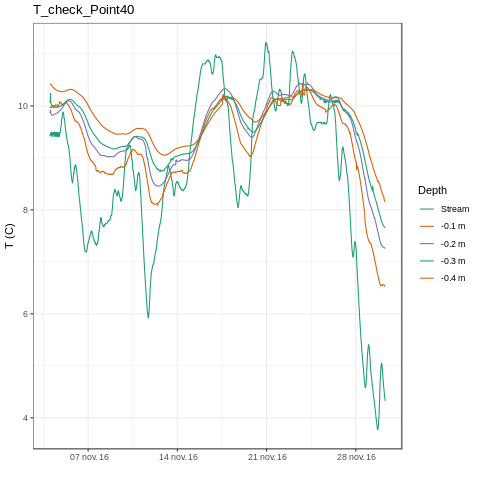 T_check_Point40
T (C)
10
8
6
4
07 nov. 16
14 nov. 16
21 nov. 16
28 nov. 16
Depth
Stream
-0.1 m
-0.2 m
-0.3 m
-0.4 m